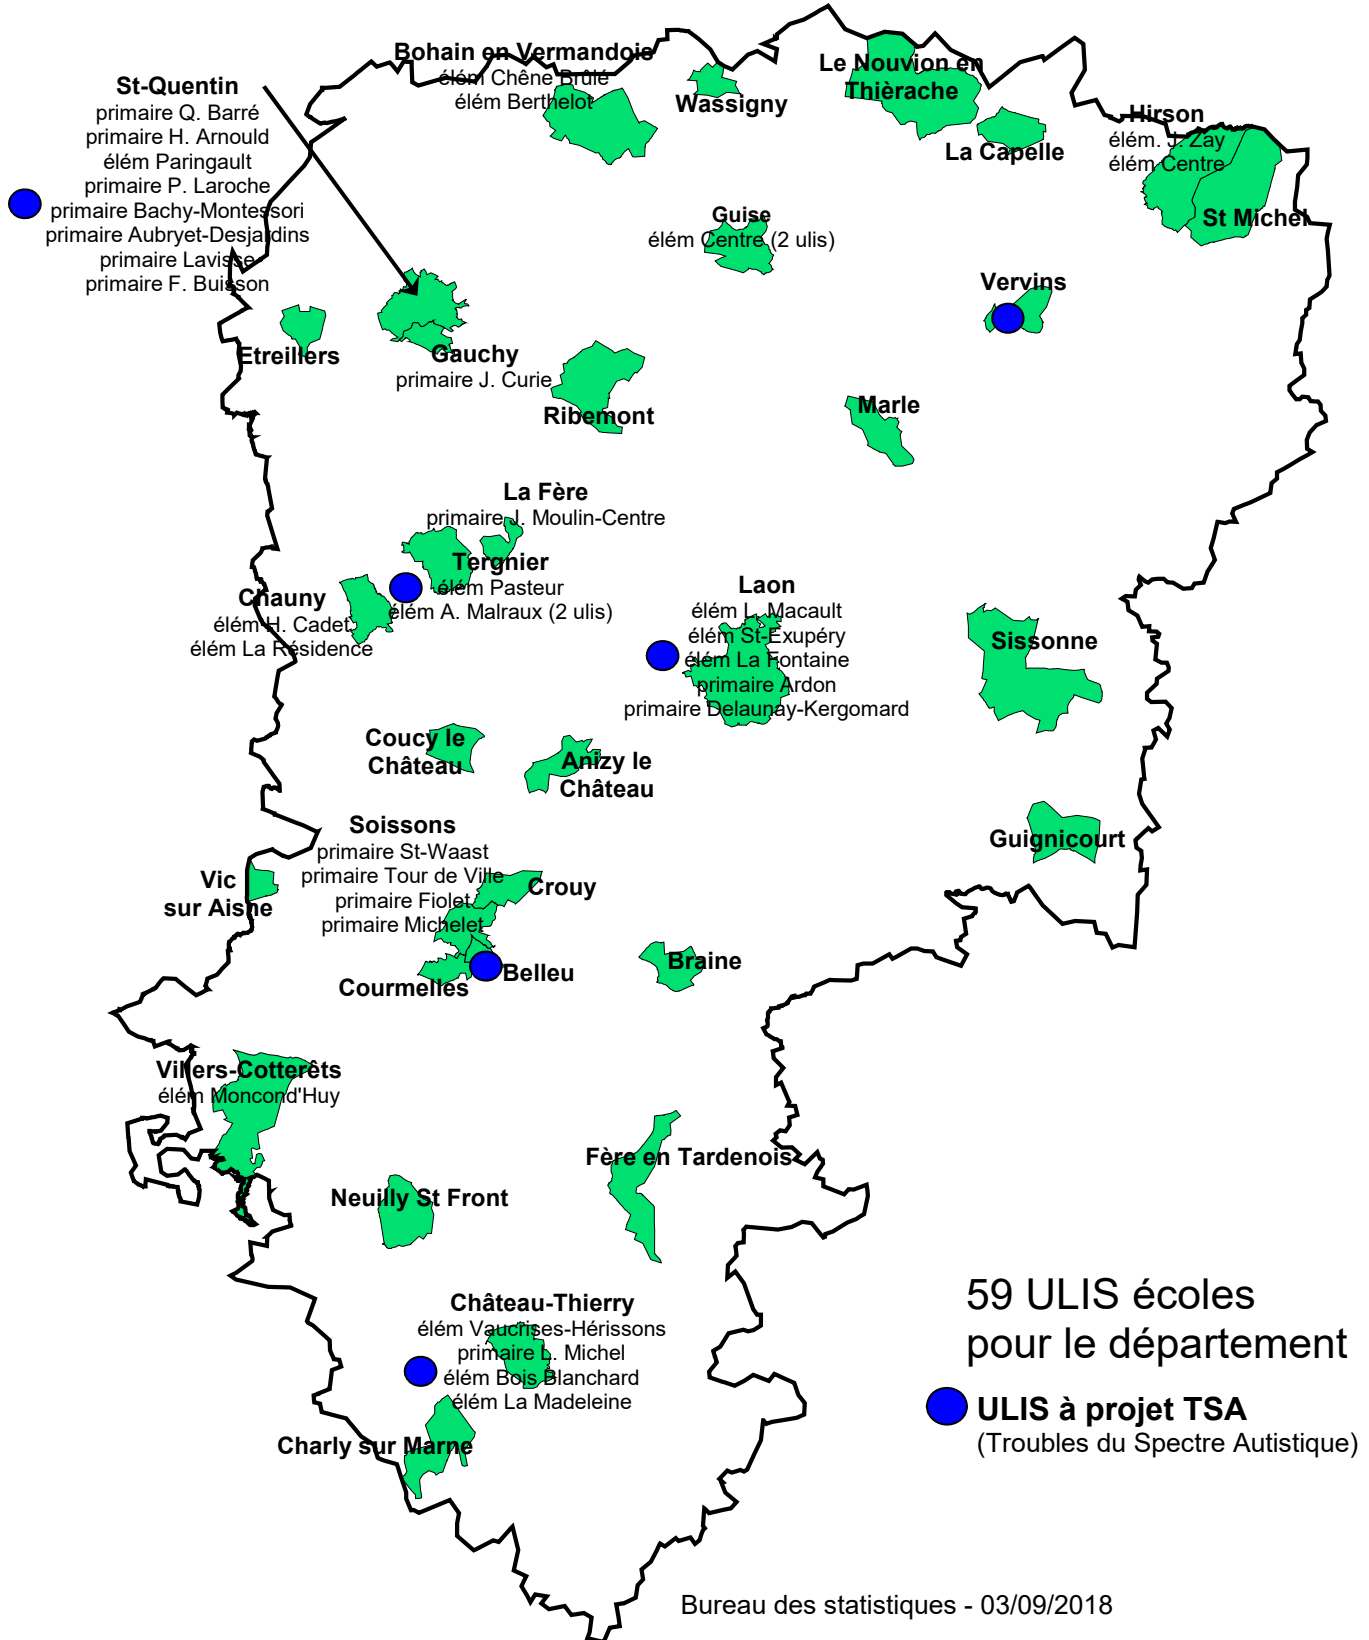 Bohain en Vermandois
élém Chêne Brûlé
élém Berthelot
St-Quentin
primaire Q. Barré
primaire H. Arnould
élém Paringault
primaire P. Laroche
primaire Bachy-Montessori
primaire Aubryet-Desjardins
primaire Lavisse
primaire F. Buisson
Wassigny
Le Nouvion en
Thièrache
La Capelle
Hirson
élém. J. Zay
élém Centre
St Michel
Guise
élém Centre (2 ulis)
Vervins
Etreillers
Gauchy
primaire J. Curie
Ribemont
Marle
La Fère
primaire J. Moulin-Centre
Tergnier
élém Pasteur
élém A. Malraux (2 ulis)
Chauny
élém H. Cadet
élém La Résidence
Laon
élém L. Macault
élém St-Exupéry
élém La Fontaine
primaire Ardon
primaire Delaunay-Kergomard
Sissonne
Coucy le
Château
Anizy le
Château
Guignicourt
Soissons
primaire St-Waast
primaire Tour de Ville
primaire Fiolet
primaire Michelet
Vic
sur Aisne
Crouy
Courmelles
Belleu
Braine
Villers-Cotterêts
élém Moncond'Huy
Fère en Tardenois
Neuilly St Front
Château-Thierry
élém Vaucrises-Hérissons
primaire L. Michel
élém Bois Blanchard
élém La Madeleine
Charly sur Marne
59 ULIS écoles
pour le département
ULIS à projet TSA
(Troubles du Spectre Autistique)
Bureau des statistiques - 03/09/2018